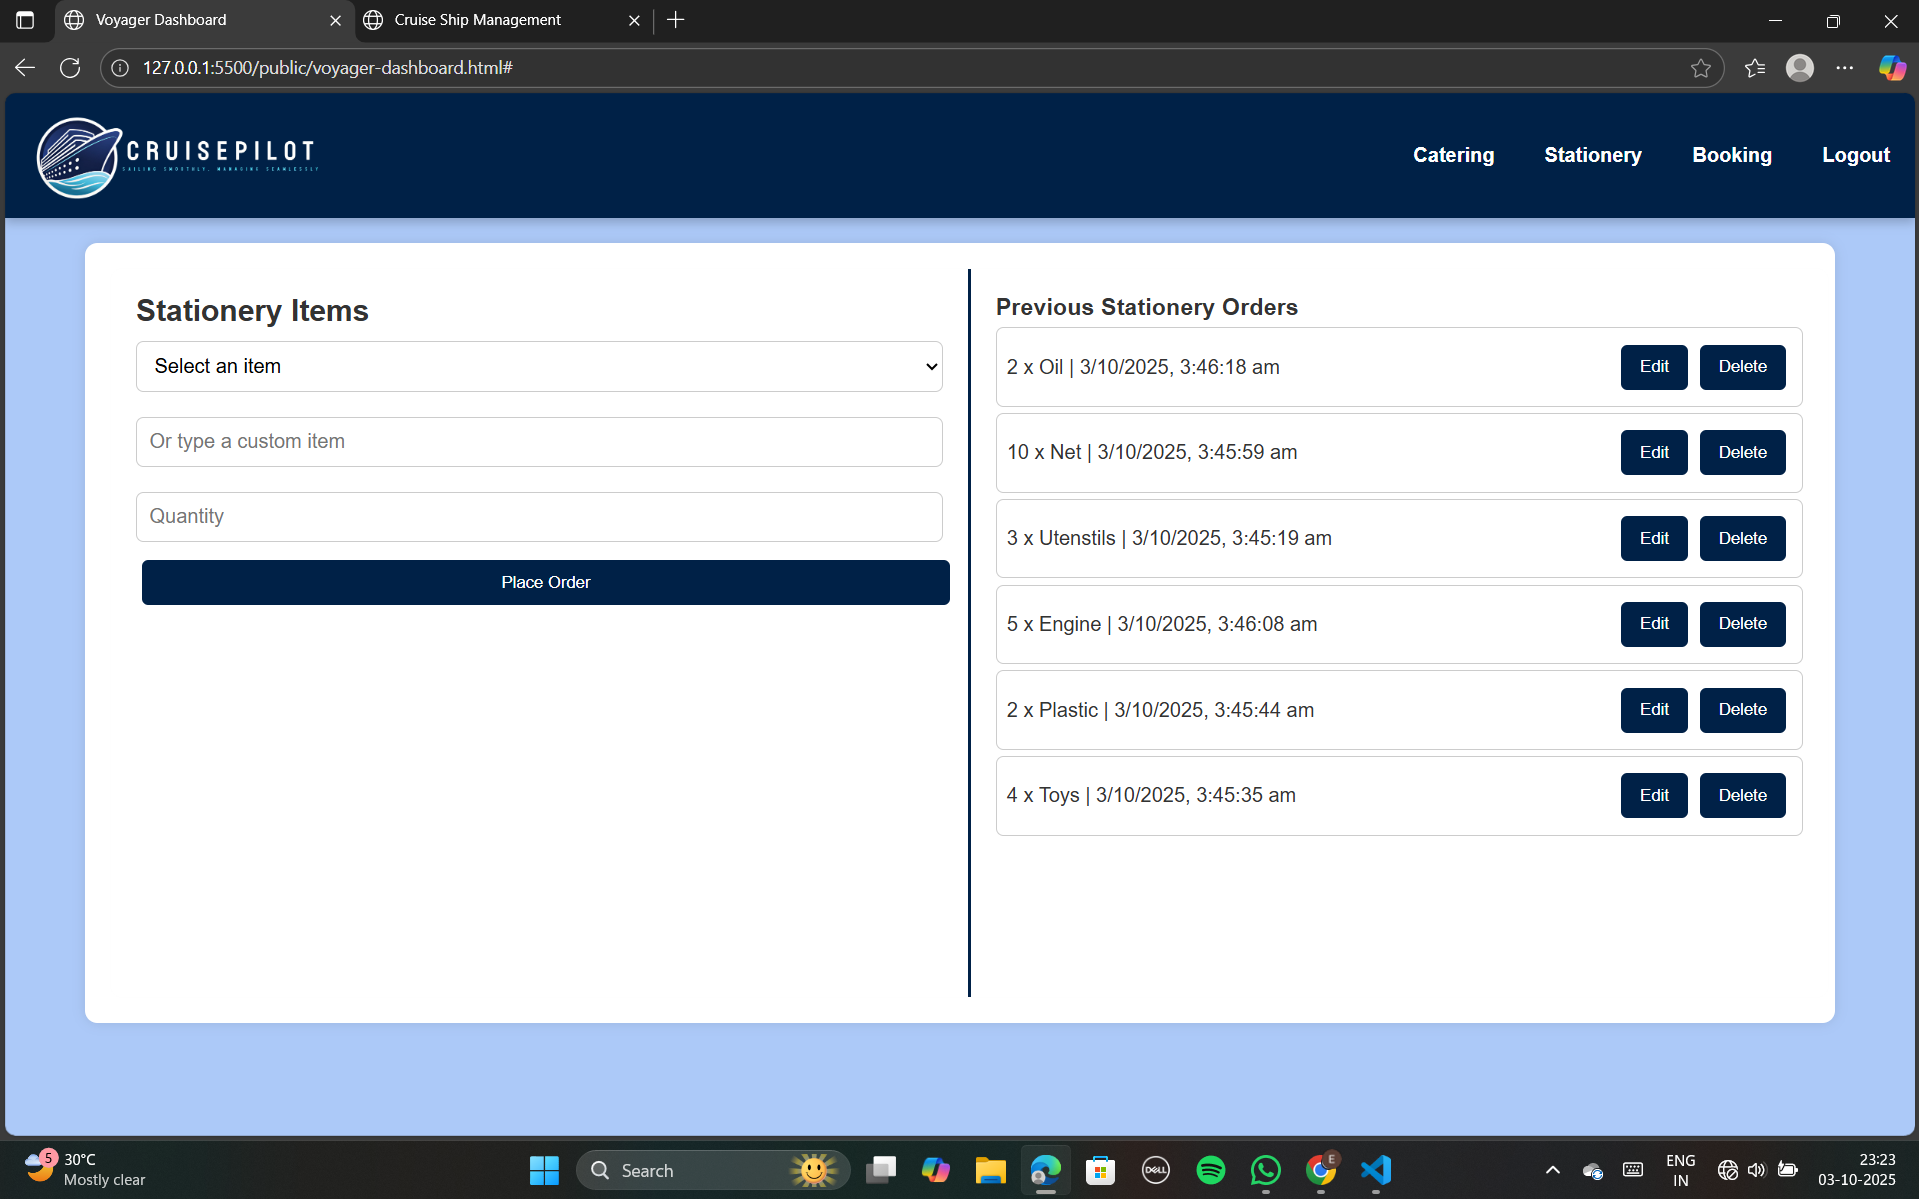 Voyager Dashboard
Cruise Ship Management
127.0.0.1:5500/public/voyager-dashboard.html#
CRUISEPILOT
SAILING SMOOTHLY, MANAGING SEAMLESSLY
Catering Stationery Booking Logout
Stationery Items
Select an item
Or type a custom item
Quantity
Place Order
Previous Stationery Orders
2 x Oil | 3/10/2025, 3:46:18 am Edit Delete
10 x Net | 3/10/2025, 3:45:59 am Edit Delete
3 x Utenstils | 3/10/2025, 3:45:19 am Edit Delete
5 x Engine | 3/10/2025, 3:46:08 am Edit Delete
2 x Plastic | 3/10/2025, 3:45:44 am Edit Delete
4 x Toys | 3/10/2025, 3:45:35 am Edit Delete
5
30°C
Mostly clear
Search
DELL
E
ENG
IN
23:23
03-10-2025